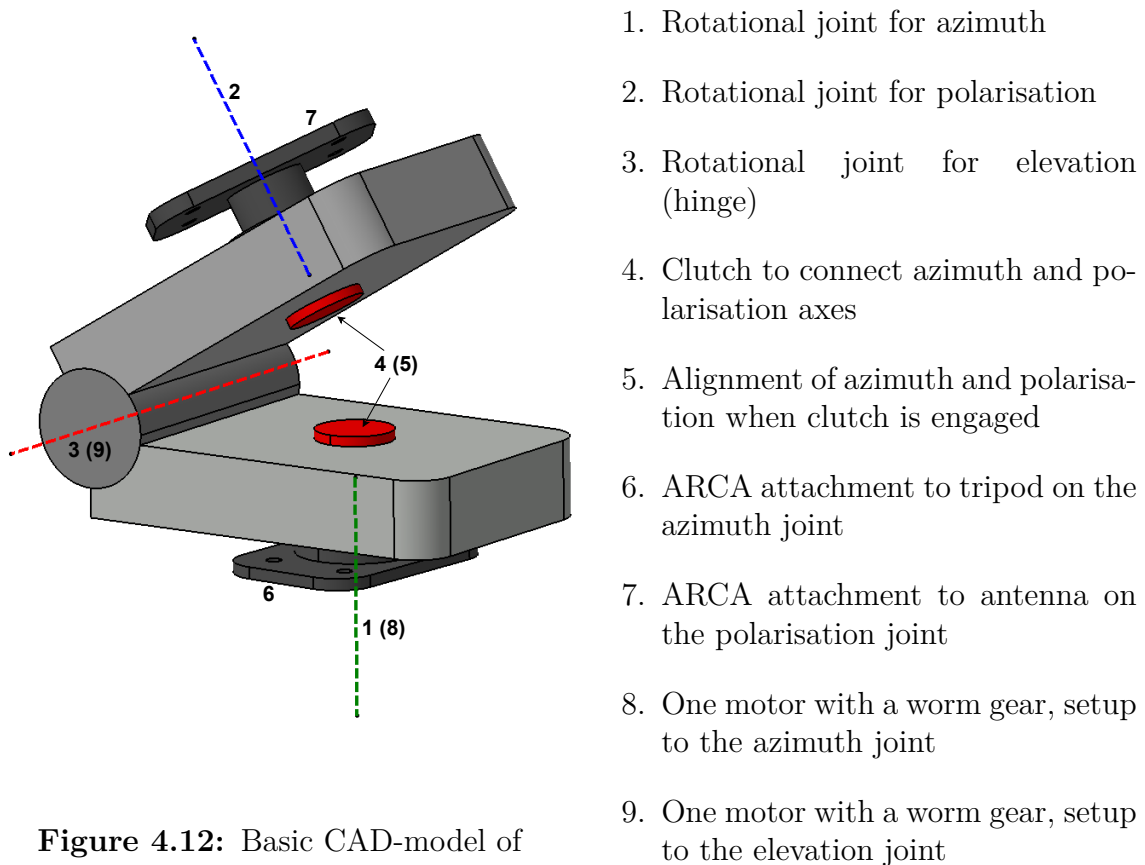 2
7
4 (5)
3 (9)
6
1 (8)
Figure 4.12: Basic CAD-model of
1. Rotational joint for azimuth
2. Rotational joint for polarisation
3. Rotational joint for elevation
(hinge)
4. Clutch to connect azimuth and po-
larisation axes
5. Alignment of azimuth and polarisa-
tion when clutch is engaged
6. ARCA attachment to tripod on the
azimuth joint
7. ARCA attachment to antenna on
the polarisation joint
8. One motor with a worm gear, setup
to the azimuth joint
9. One motor with a worm gear, setup
to the elevation joint